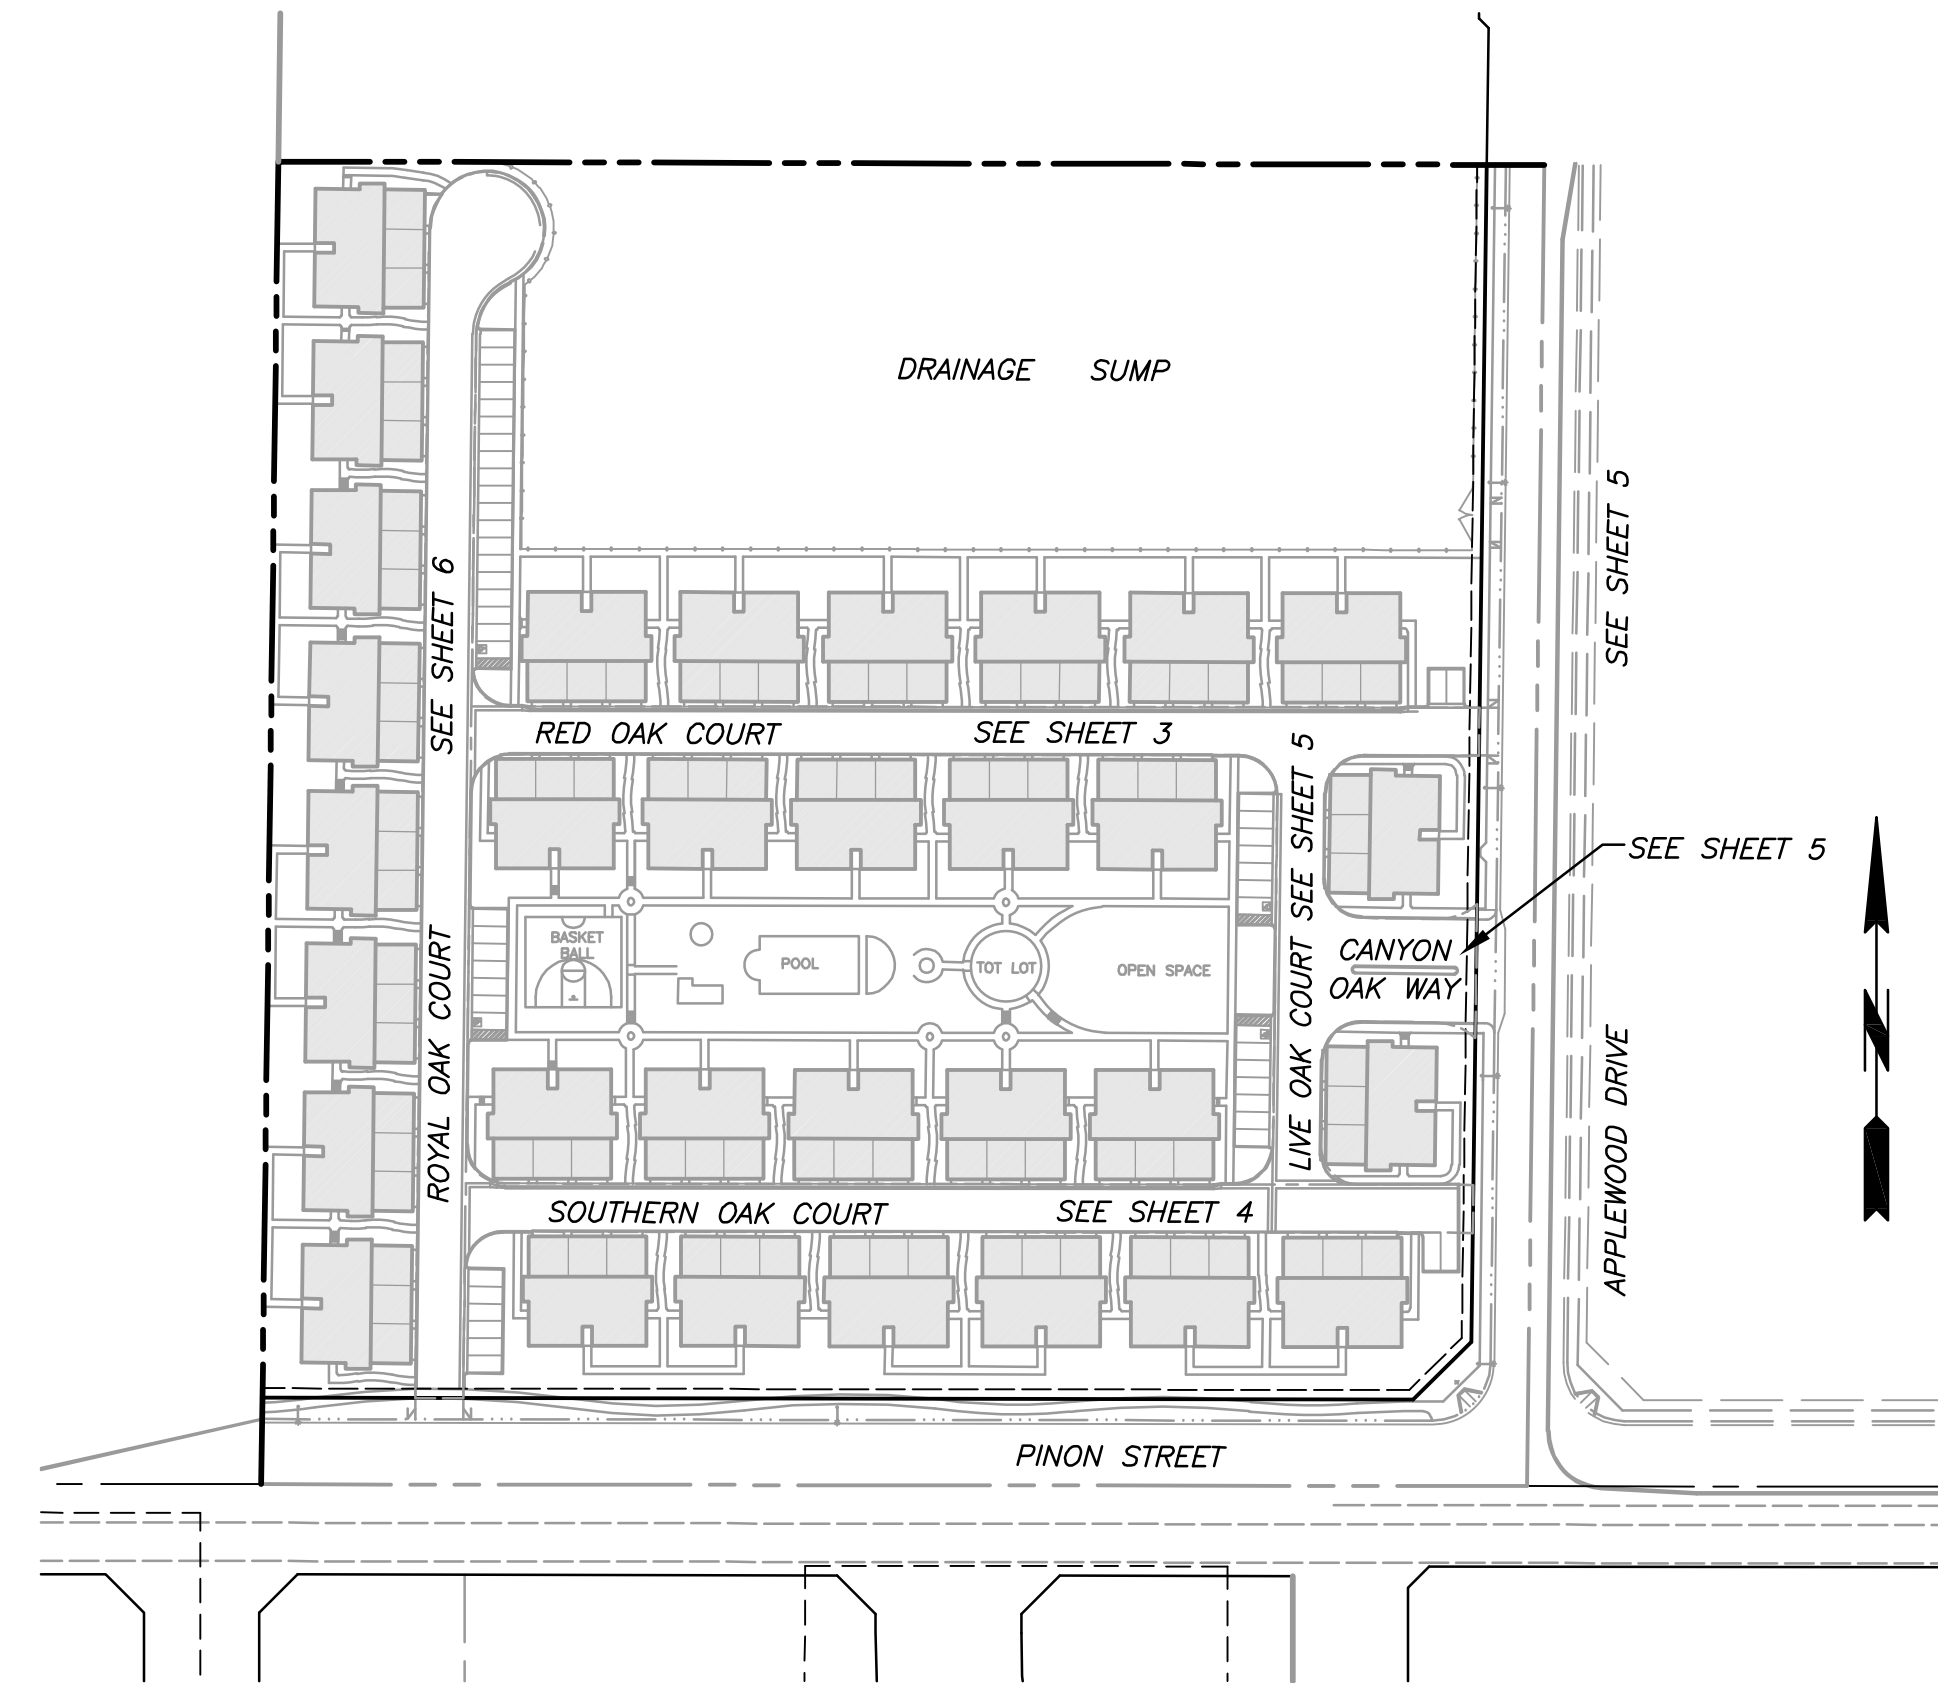 DRAINAGE SUMP
SEE SHEET 6
SEE SHEET 5
RED OAK COURT SEE SHEET 3
LIVE OAK COURT SEE SHEET 5
SEE SHEET 5
ROYAL OAK COURT
BASKET
BALL
POOL
TOT LOT
OPEN SPACE
CANYON
OAK WAY
APPLEWOOD DRIVE
N
SOUTHERN OAK COURT SEE SHEET 4
PINON STREET